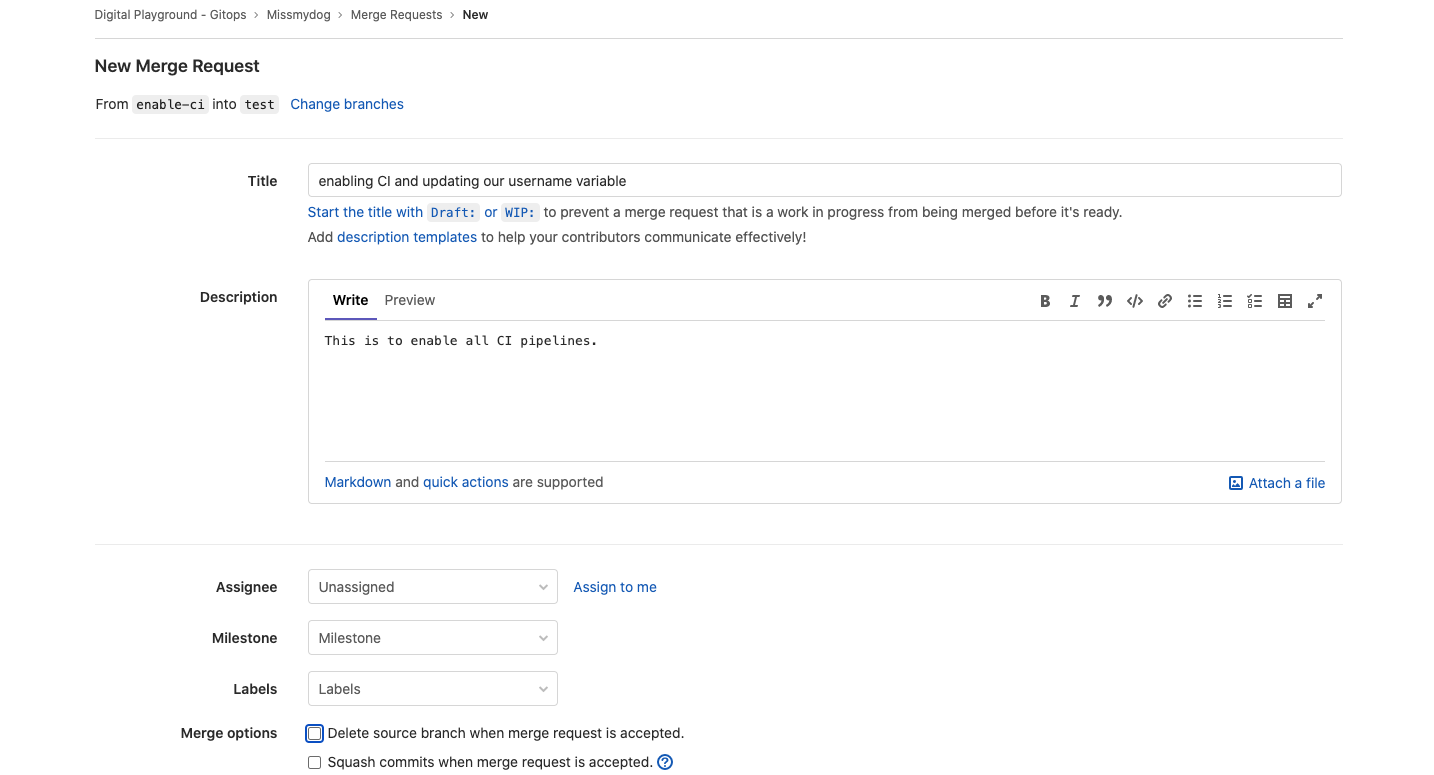 Digital Playground - Gitops › Missmydog › Merge Requests › New
New Merge Request
From enable-ci into test Change branches
Title enabling CI and updating our username variable
Start the title with Draft: or WIP: to prevent a merge request that is a work in progress from being merged before it's ready.
Add description templates to help your contributors communicate effectively!
Description Write Preview
This is to enable all CI pipelines.
Markdown and quick actions are supported Attach a file
Assignee Unassigned Assign to me
Milestone Milestone
Labels Labels
Merge options Delete source branch when merge request is accepted.
Squash commits when merge request is accepted.